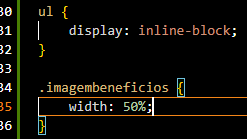 30 ul {
31 display: inline-block;
32 }
33
34 .imagembeneficios {
35 width: 50%;
36 }